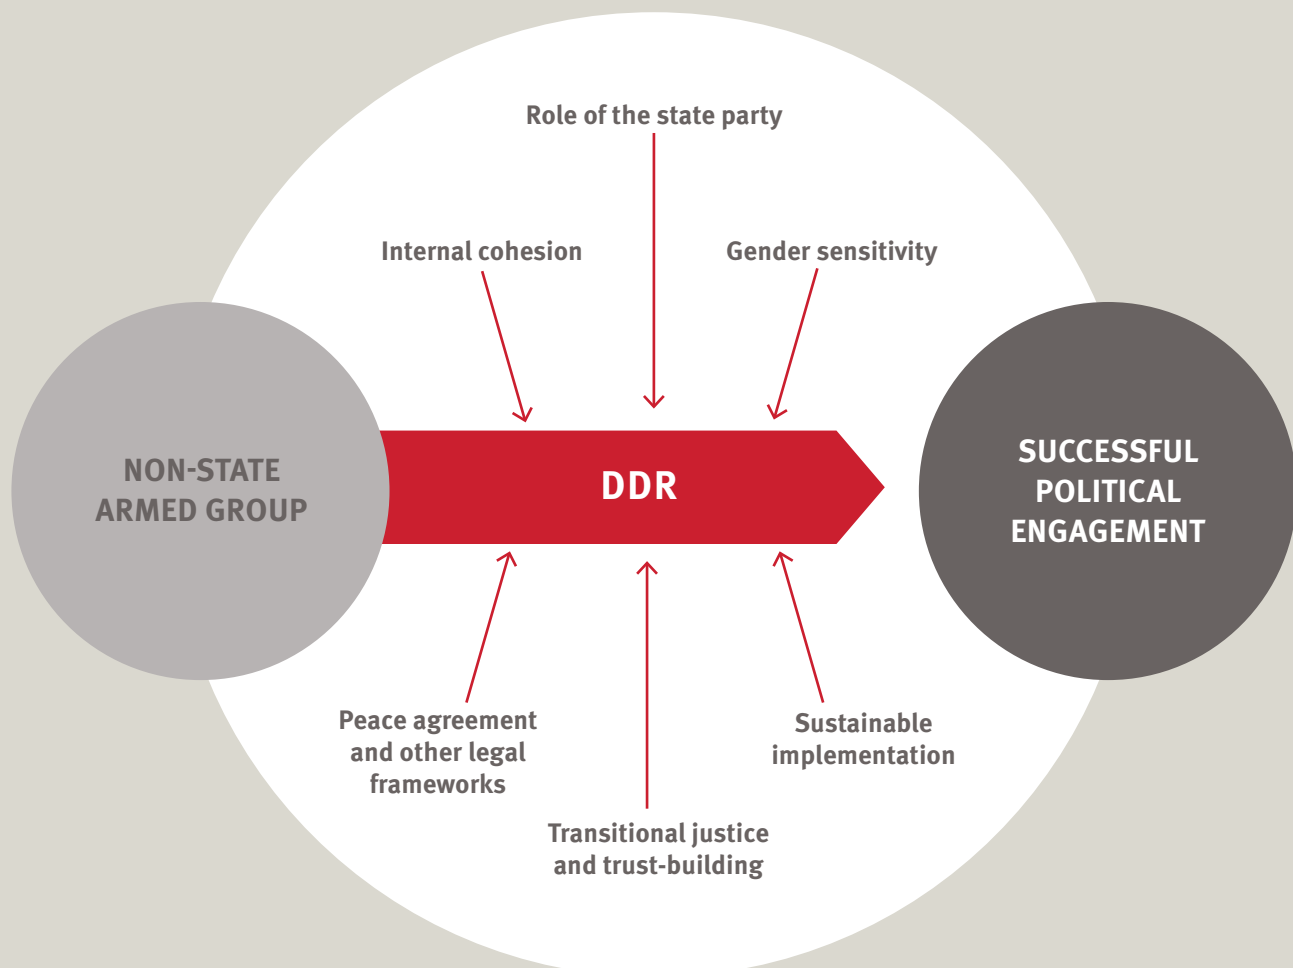 Role of the state party
Internal cohesion
Gender sensitivity
NON-STATE
ARMED GROUP
DDR
SUCCESSFUL
POLITICAL
ENGAGEMENT
Peace agreement
and other legal
frameworks
Sustainable
implementation
Transitional justice
and trust-building